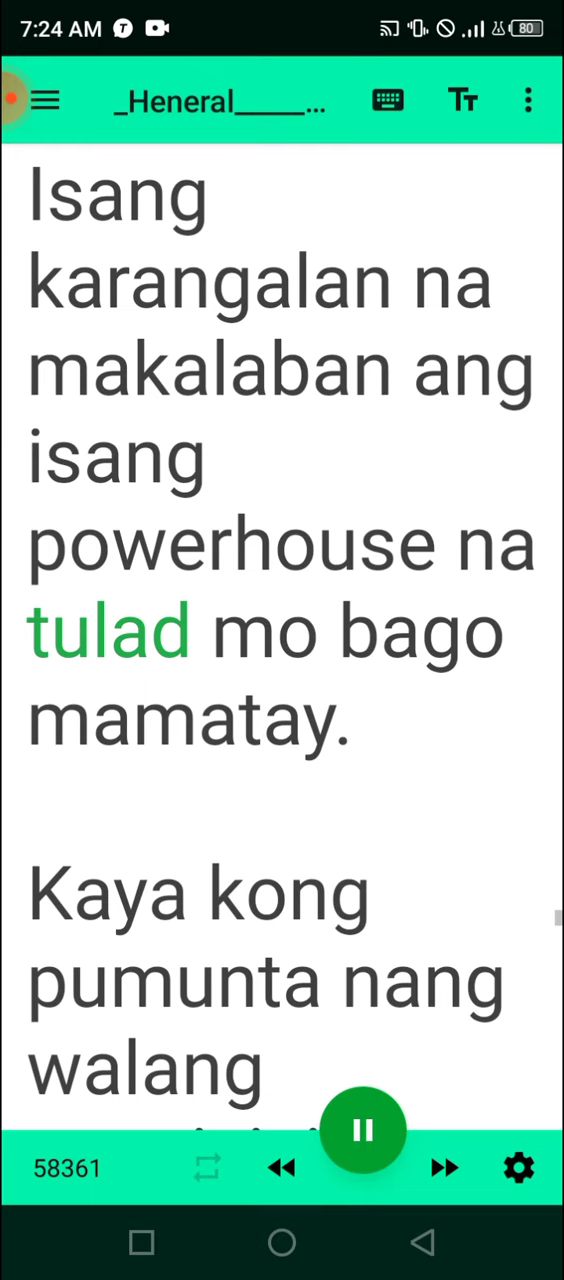 7:24 AM
80
_Heneral_____...
Isang
karangalan na
makalaban ang
isang
powerhouse na
tulad mo bago
mamatay.
Kaya kong
pumunta nang
walang
58361